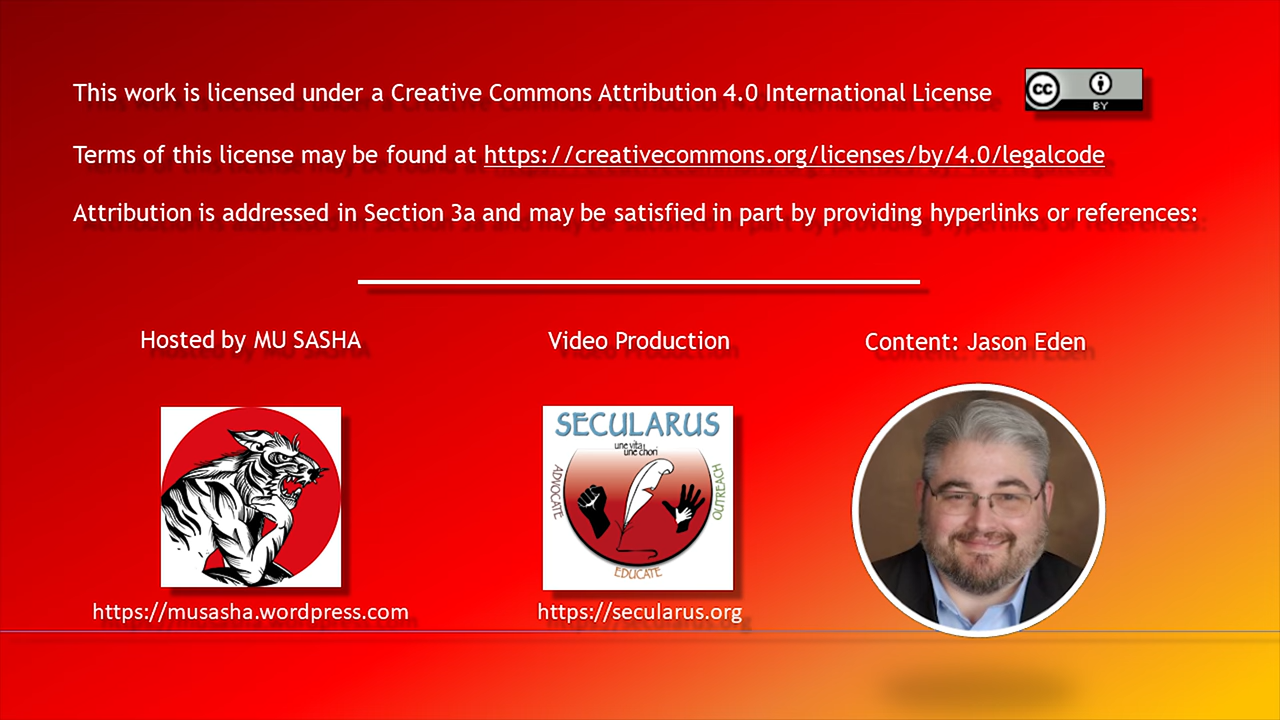 This work is licensed under a Creative Commons Attribution 4.0 International License
CC
BY
Terms of this license may be found at https://creativecommons.org/licenses/by/4.0/legalcode
Attribution is addressed in Section 3a and may be satisfied in part by providing hyperlinks or references:
Hosted by MU SASHA
Video Production
Content: Jason Eden
SECULARUS
une vita
une chori
ADVOCATE
OUTREACH
EDUCATE
https://musasha.wordpress.com
https://secularus.org